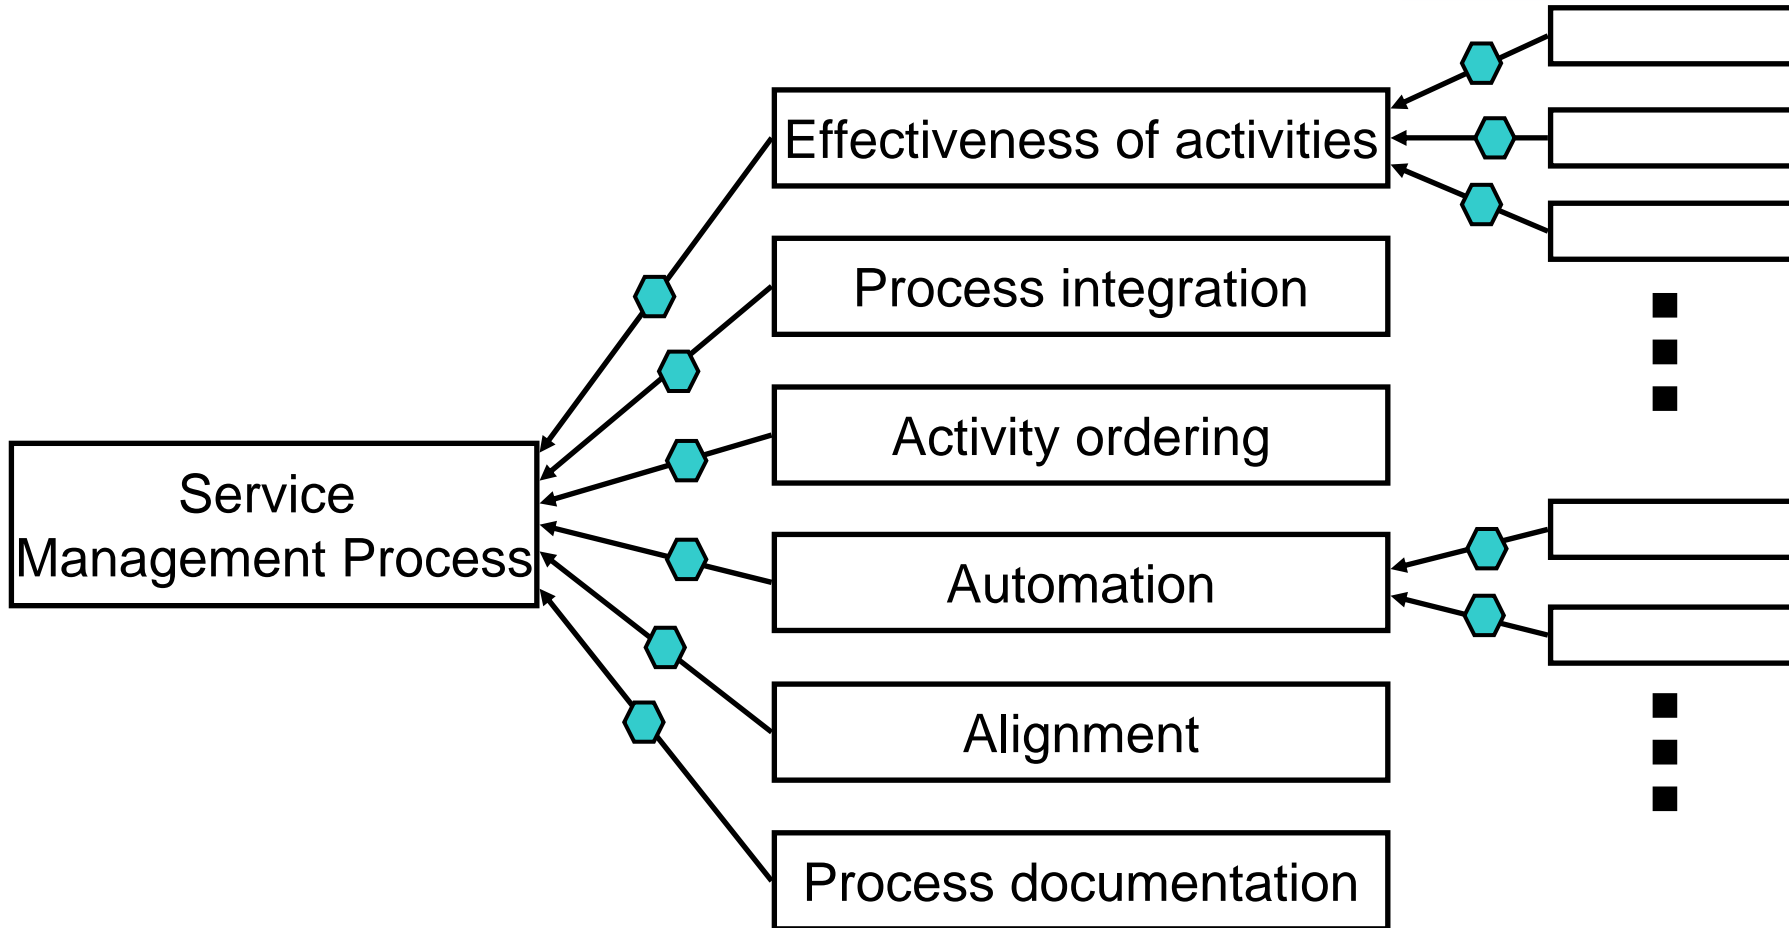 Effectiveness of activities
Process integration
Activity ordering
Service
Management Process
Automation
Alignment
Process documentation